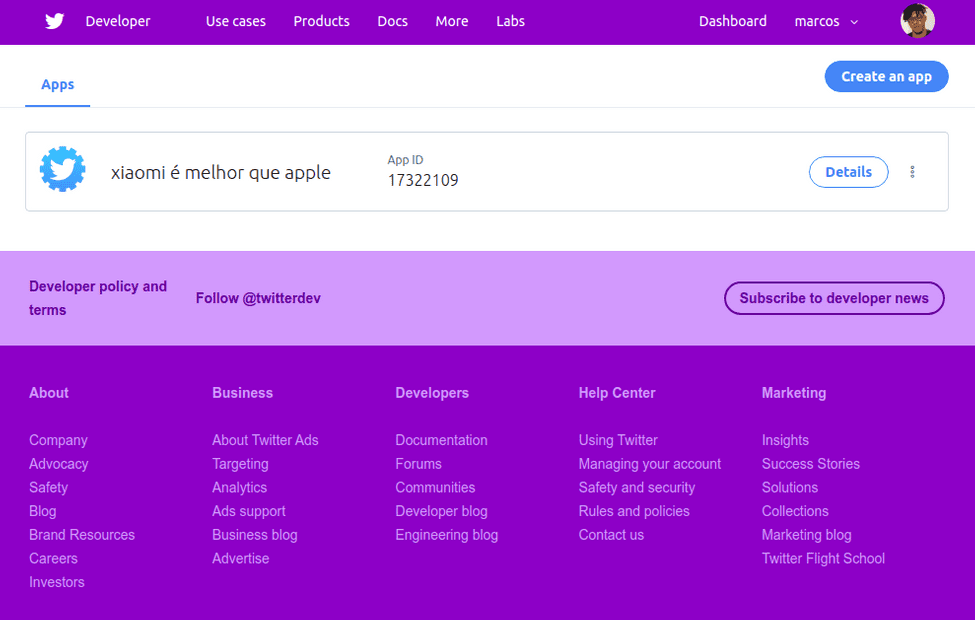 Developer Use cases Products Docs More Labs Dashboard marcos
Apps
Create an app
xiaomi é melhor que apple
App ID
17322109
Details
Developer policy and
terms
Follow @twitterdev
Subscribe to developer news
About
Company
Advocacy
Safety
Blog
Brand Resources
Careers
Investors
Business
About Twitter Ads
Targeting
Analytics
Ads support
Business blog
Advertise
Developers
Documentation
Forums
Communities
Developer blog
Engineering blog
Help Center
Using Twitter
Managing your account
Safety and security
Rules and policies
Contact us
Marketing
Insights
Success Stories
Solutions
Collections
Marketing blog
Twitter Flight School